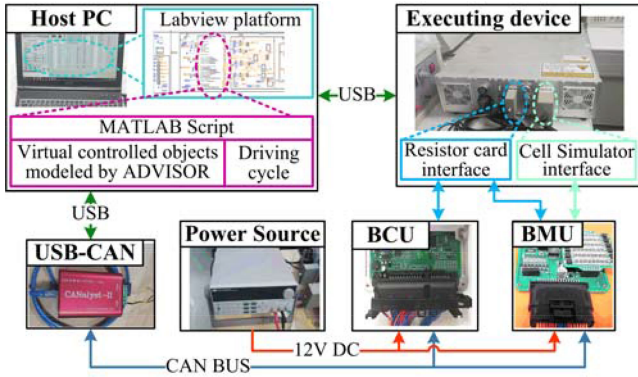 Host PC
Labview platform
MATLAB Script
Virtual controlled objects
modeled by ADVISOR
Driving
cycle
USB
Executing device
Resistor card
interface
Cell Simulator
interface
USB
USB-CAN
CANalyst-II
Power Source
BCU
BMU
12V DC
CAN BUS